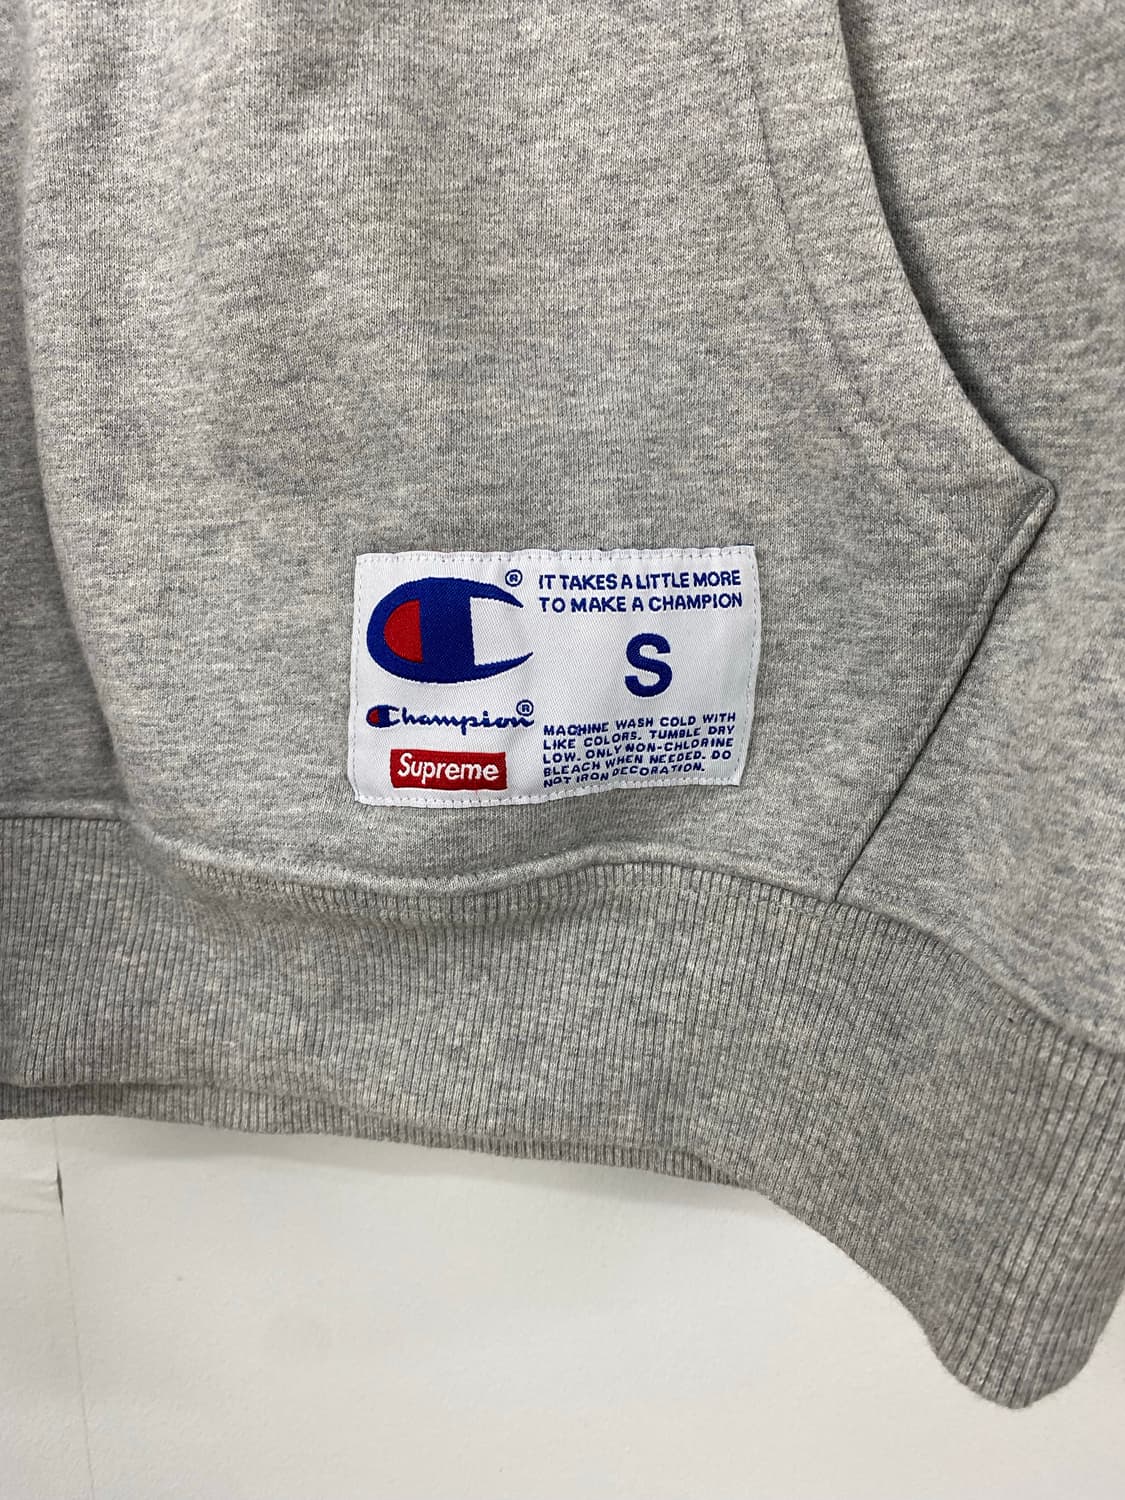 ®
IT TAKES A LITTLE MORE
TO MAKE A CHAMPION
S
Champion®
Supreme
MACHINE WASH COLD WITH
LIKE COLORS. TUMBLE DRY
LOW. ONLY NON-CHLORINE
BLEACH WHEN NEEDED. DO
NOT IRON DECORATION.